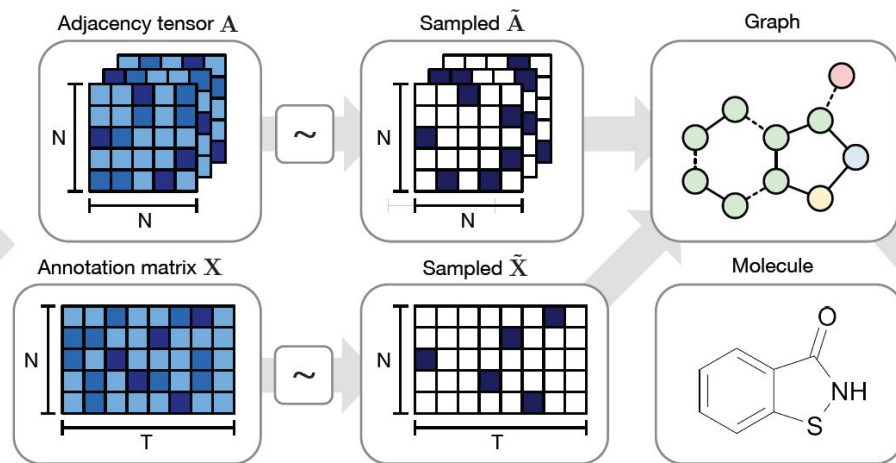 Adjacency tensor A
Sampled Ã
Graph
N
N
~
N
N
Annotation matrix X
Sampled X̃
Molecule
N
T
~
N
T
O
NH
S